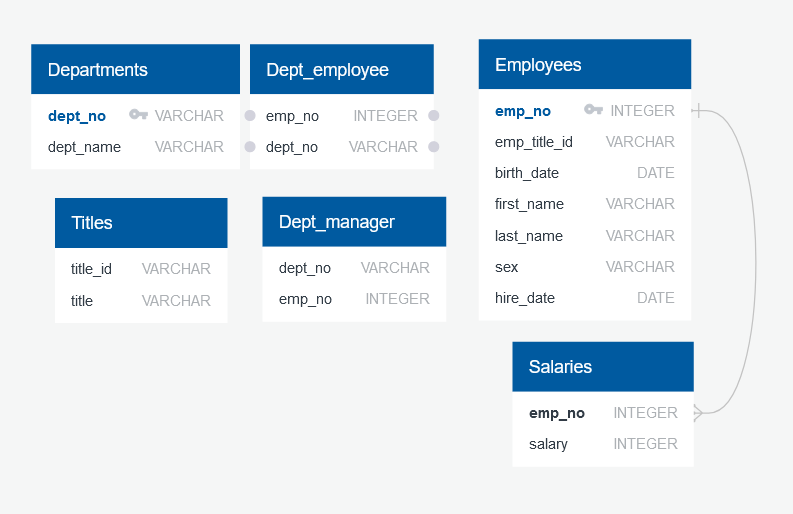 Departments
dept_no VARCHAR
dept_name VARCHAR
Dept_employee
emp_no INTEGER
dept_no VARCHAR
Employees
emp_no INTEGER
emp_title_id VARCHAR
birth_date DATE
first_name VARCHAR
last_name VARCHAR
sex VARCHAR
hire_date DATE
Titles
title_id VARCHAR
title VARCHAR
Dept_manager
dept_no VARCHAR
emp_no INTEGER
Salaries
emp_no INTEGER
salary INTEGER